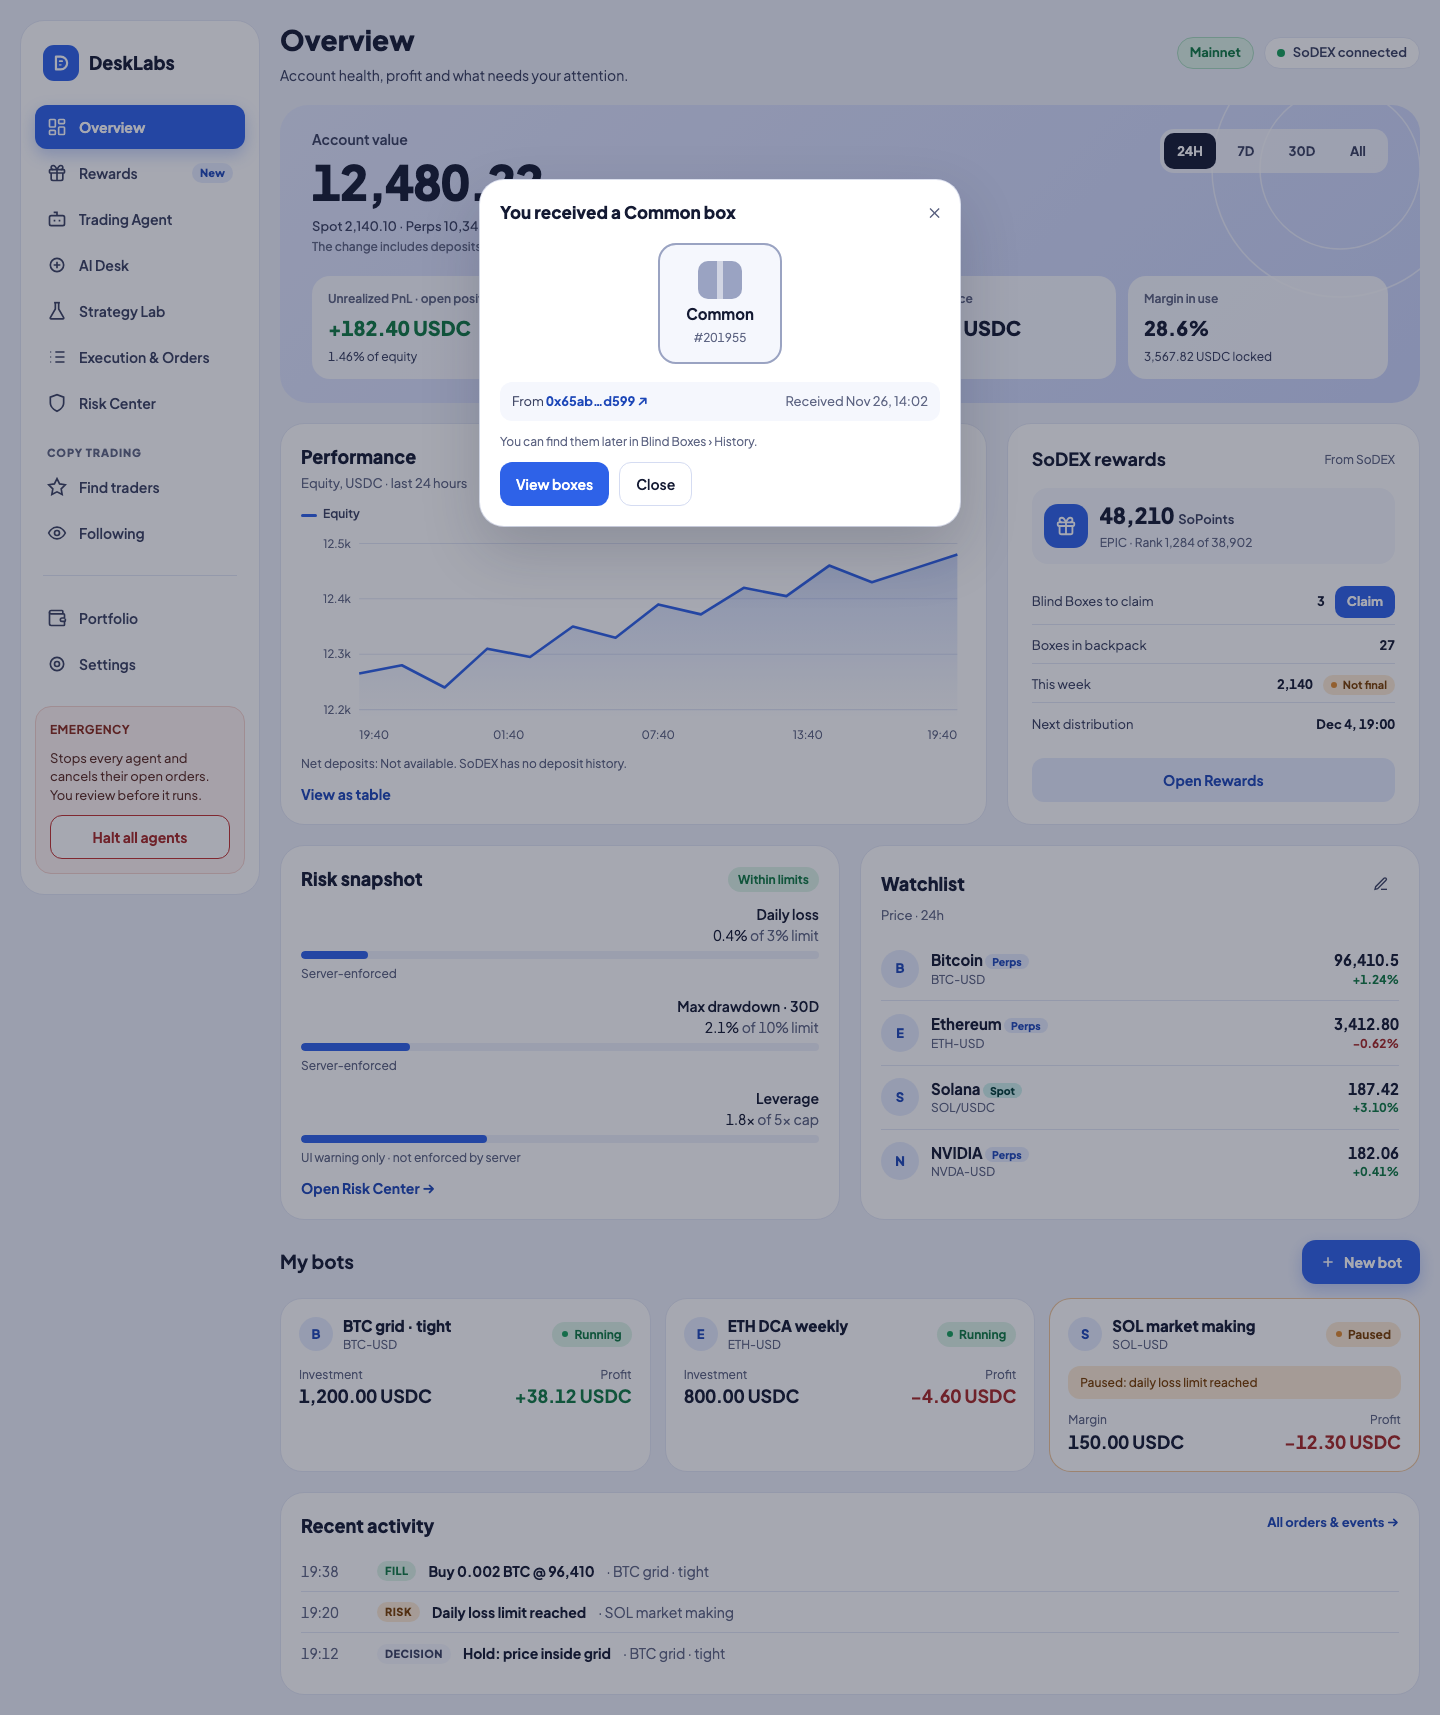 DeskLabs
Overview
Rewards New
Trading Agent
AI Desk
Strategy Lab
Execution & Orders
Risk Center
COPY TRADING
Find traders
Following
Portfolio
Settings
EMERGENCY
Stops every agent and
cancels their open orders.
You review before it runs.
Halt all agents
Overview
Account health, profit and what needs your attention.
Mainnet
SoDEX connected
Account value
24H 7D 30D All
Spot 2,140.10 · Perps 10,34
The change includes deposits
Unrealized PnL · open
+182.40 USDC
1.46% of equity
USDC
Margin in use
28.6%
3,567.82 USDC locked
You received a Common box
Common
#201955
From 0x65ab…d599 ↗ Received Nov 26, 14:02
You can find them later in Blind Boxes › History.
View boxes Close
Performance
Equity, USDC · last 24 hours
Equity
12.5k
12.4k
12.3k
12.2k
19:40 01:40 07:40 13:40 19:40
Net deposits: Not available. SoDEX has no deposit history.
View as table
SoDEX rewards From SoDEX
48,210 SoPoints
EPIC · Rank 1,284 of 38,902
Blind Boxes to claim 3 Claim
Boxes in backpack 27
This week 2,140 Not final
Next distribution Dec 4, 19:00
Open Rewards
Risk snapshot Within limits
Daily loss
0.4% of 3% limit
Server-enforced
Max drawdown · 30D
2.1% of 10% limit
Server-enforced
Leverage
1.8× of 5× cap
UI warning only · not enforced by server
Open Risk Center →
Watchlist
Price · 24h
B Bitcoin Perps 96,410.5
BTC-USD +1.24%
E Ethereum Perps 3,412.80
ETH-USD −0.62%
S Solana Spot 187.42
SOL/USDC +3.10%
N NVIDIA Perps 182.06
NVDA-USD +0.41%
My bots
+ New bot
B BTC grid · tight Running
BTC-USD
Investment Profit
1,200.00 USDC +38.12 USDC
E ETH DCA weekly Running
ETH-USD
Investment Profit
800.00 USDC −4.60 USDC
S SOL market making Paused
SOL-USD
Paused: daily loss limit reached
Margin Profit
150.00 USDC −12.30 USDC
Recent activity All orders & events →
19:38 FILL Buy 0.002 BTC @ 96,410 · BTC grid · tight
19:20 RISK Daily loss limit reached · SOL market making
19:12 DECISION Hold: price inside grid · BTC grid · tight